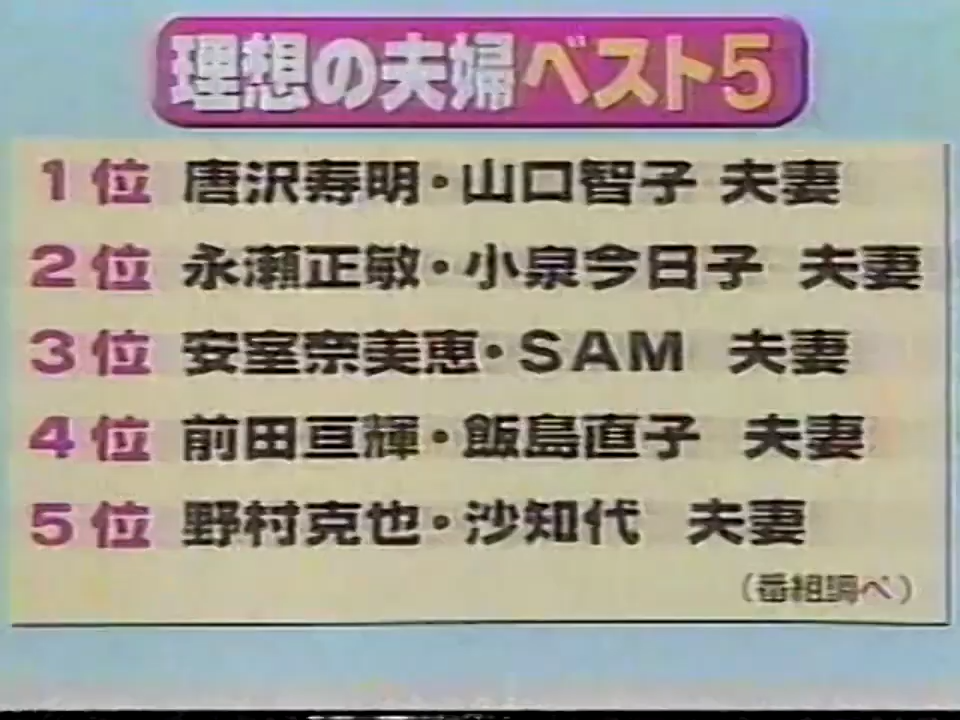 理想の夫婦ベスト5
1位 唐沢寿明・山口智子 夫妻
2位 永瀬正敏・小泉今日子 夫妻
3位 安室奈美恵・SAM 夫妻
4位 前田亘輝・飯島直子 夫妻
5位 野村克也・沙知代 夫妻
（番組調べ）